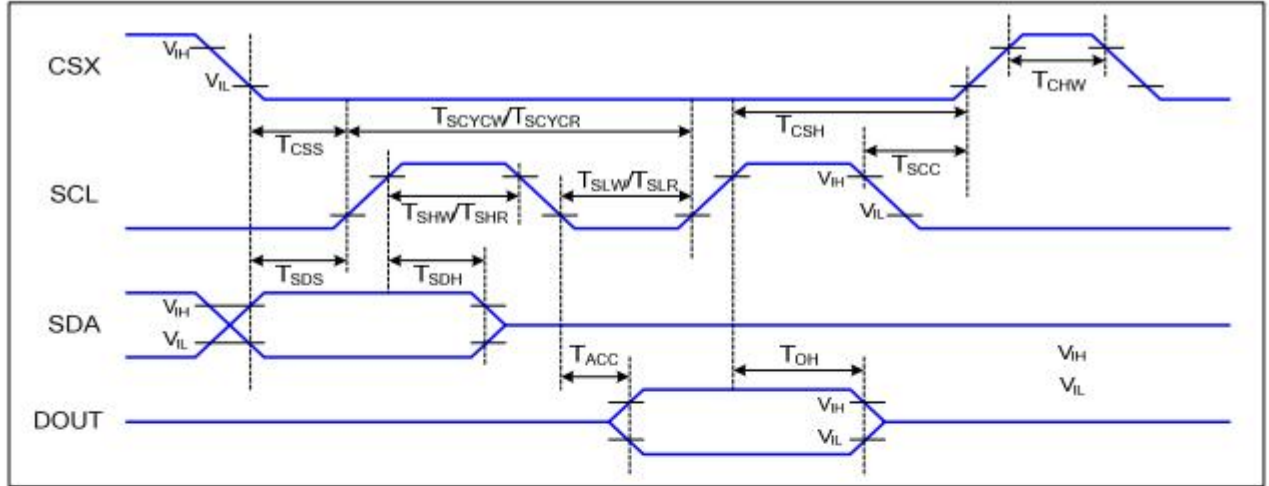 CSX
VIH
VIL
TCHW
TSCYCW/TSCYCR
TCSS
TCSH
TSCC
SCL
TSLW/TSLR
VIH
TSHW/TSHR
VIL
TSDS
TSDH
SDA
VIH
VIL
TACC
TOH
VIH
VIL
DOUT
VIH
VIL